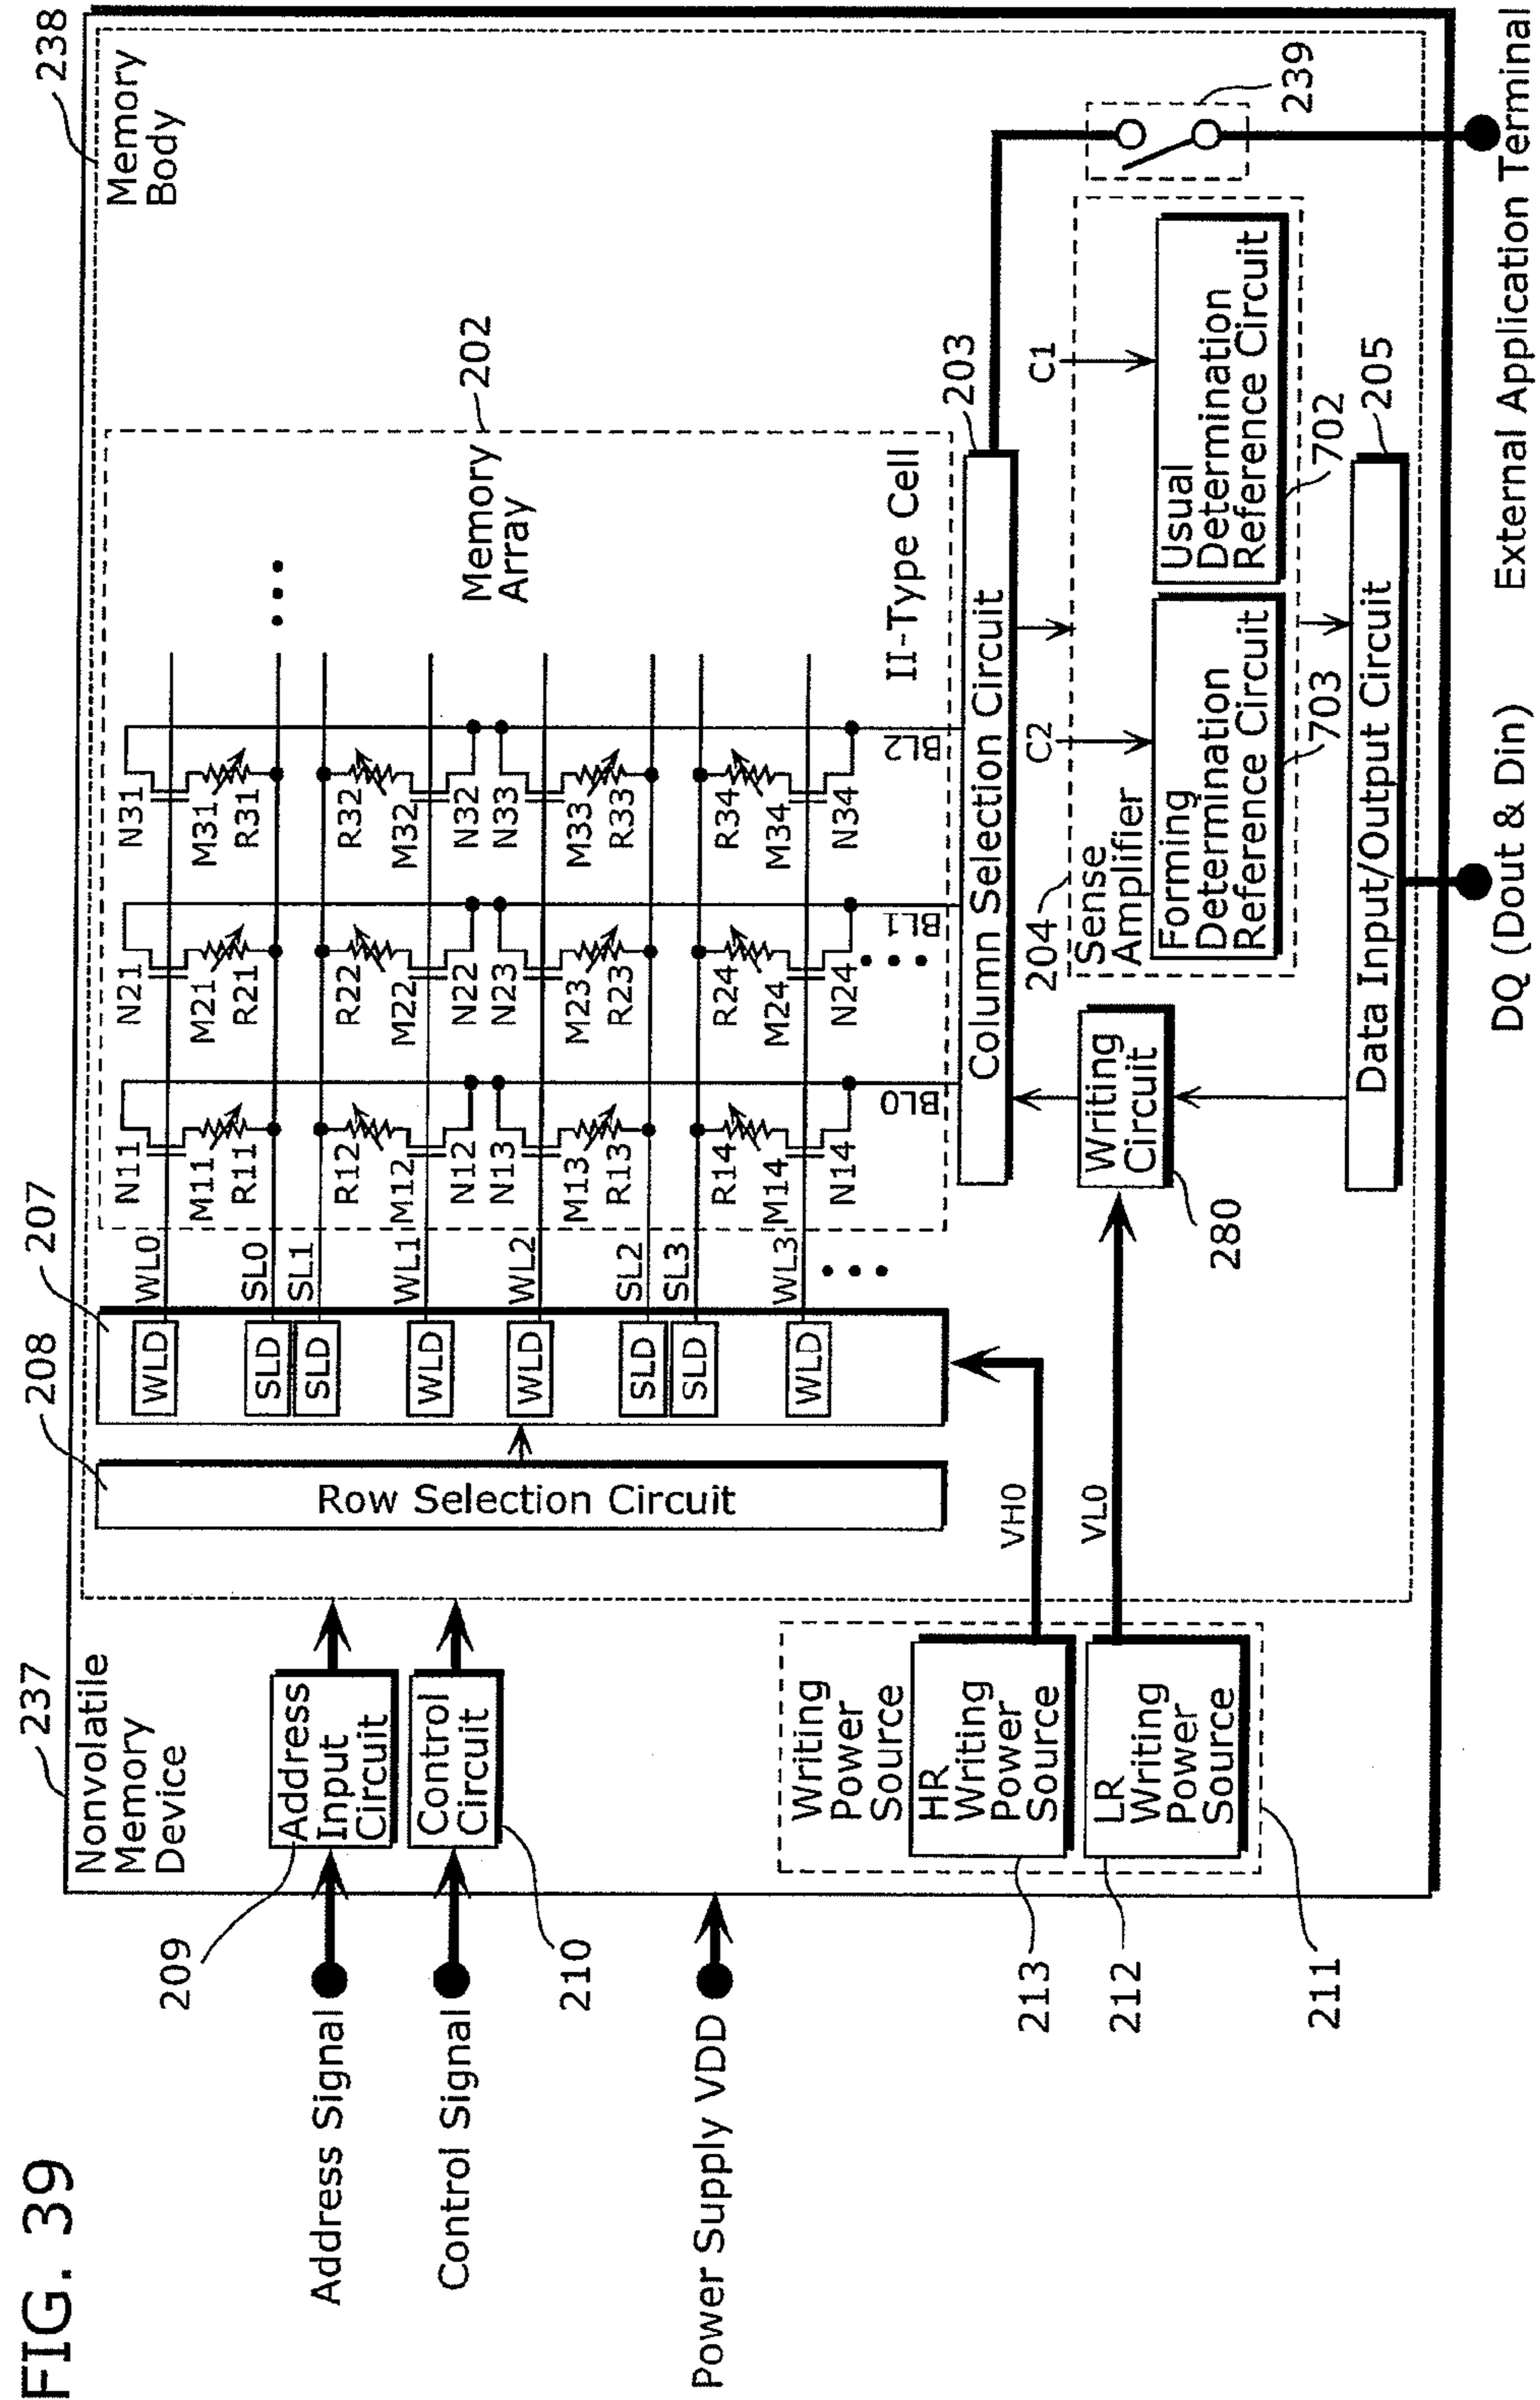 FIG. 39
237
Nonvolatile
Memory
Device
238
Memory
Body
208
207
202
Memory
Array
II-Type Cell
Address Signal
209
Address
Input
Circuit
Control Signal
210
Control
Circuit
Power Supply VDD
Row Selection Circuit
WLD
SLD
SLD
WLD
WLD
SLD
SLD
WLD
WL0
SL0
SL1
WL1
WL2
SL2
SL3
WL3
N11
M11
R11
R12
M12
N12
N13
M13
R13
R14
M14
N14
BL0
N21
M21
R21
R22
M22
N22
N23
M23
R23
R24
M24
N24
BL1
N31
M31
R31
R32
M32
N32
N33
M33
R33
R34
M34
N34
BL2
Writing
Power
Source
HR
Writing
Power
Source
LR
Writing
Power
Source
213
212
211
VH0
VL0
Column Selection Circuit
203
Writing
Circuit
280
204
Sense
Amplifier
C2
C1
Forming
Determination
Reference Circuit
703
Usual
Determination
Reference Circuit
702
239
Data Input/Output Circuit
205
DQ (Dout & Din)
External Application Terminal